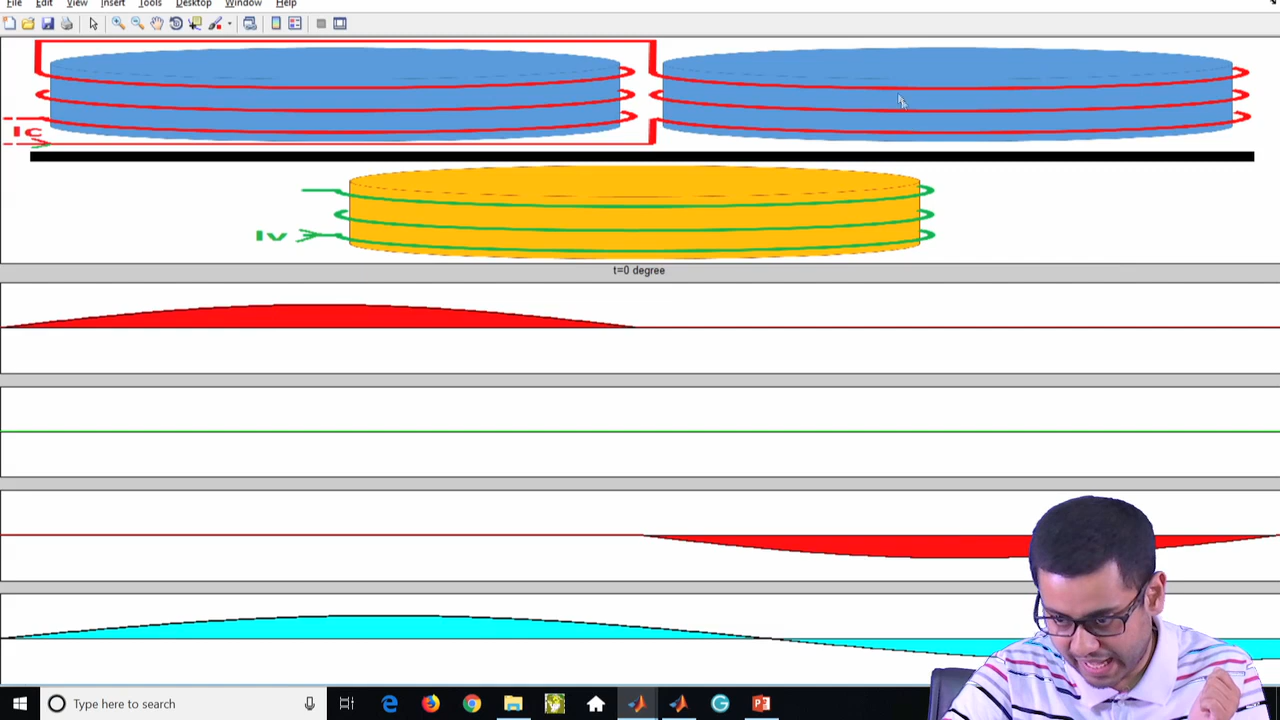 File Edit View Insert Tools Desktop Window Help
Ic
Iv
t=0 degree
Type here to search